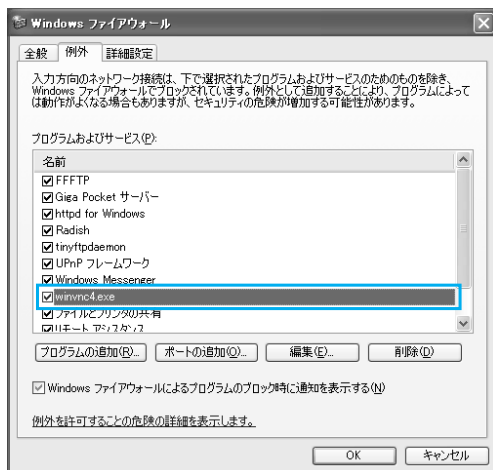 Windows ファイアウォール
全般 例外 詳細設定
入力方向のネットワーク接続は、下で選択されたプログラムおよびサービスのためのものを除き、
Windows ファイアウォールでブロックされています。例外として追加することにより、プログラムによって
は動作がよくなる場合もありますが、セキュリティの危険が増加する可能性があります。
プログラムおよびサービス(P):
名前
FFFTP
Giga Pocket サーバー
httpd for Windows
Radish
tinyftpdaemon
UPnP フレームワーク
Windows Messenger
winvnc4.exe
ファイルとプリンタの共有
リモート アシスタンス
プログラムの追加(R)... ポートの追加(O)... 編集(E)... 削除(D)
Windows ファイアウォールによるプログラムのブロック時に通知を表示する(N)
例外を許可することの危険の詳細を表示します。
OK キャンセル